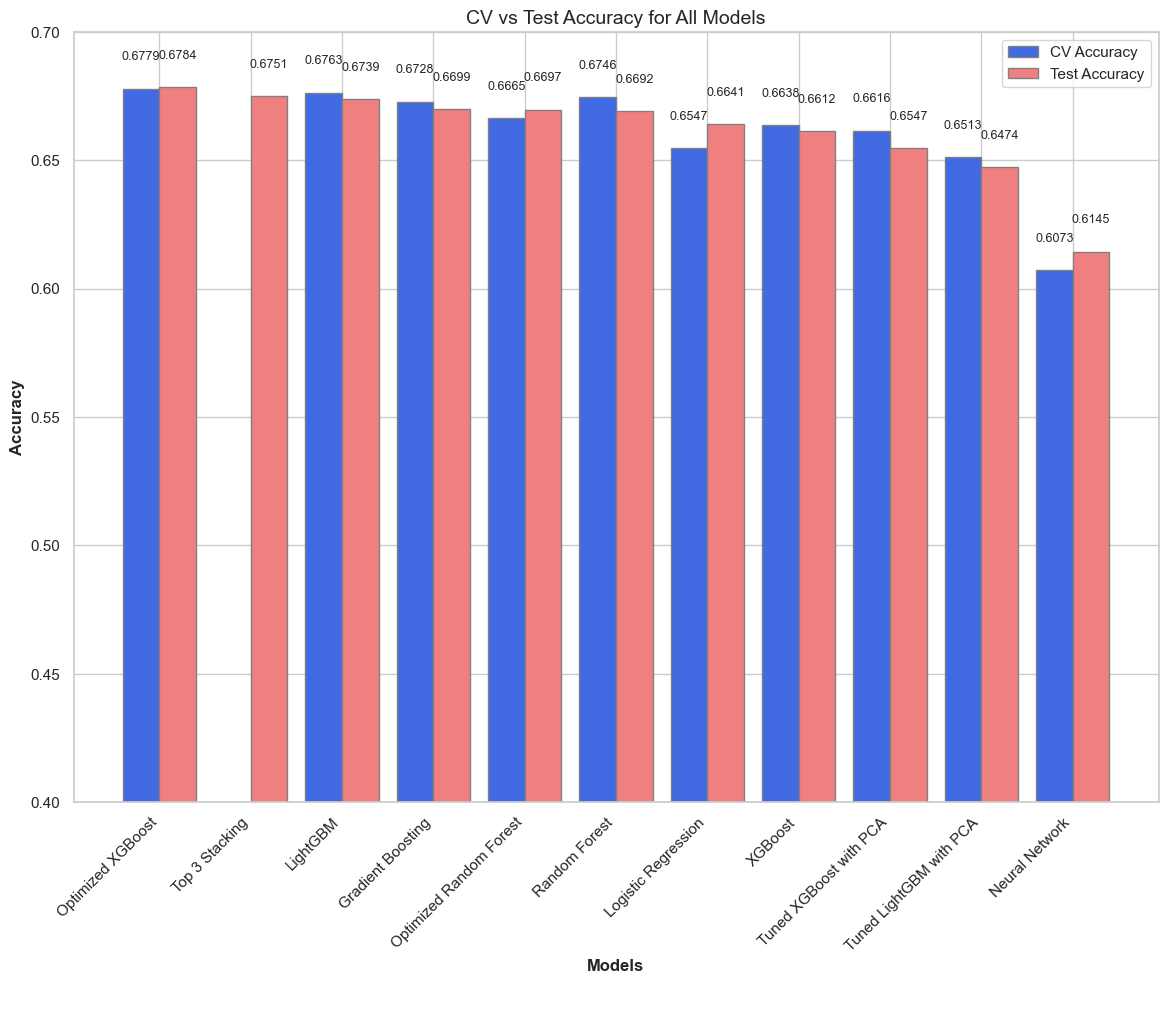 CV vs Test Accuracy for All Models
CV Accuracy
Test Accuracy
0.70
0.65
0.60
0.55
0.50
0.45
0.40
Accuracy
0.6779
0.6784
0.6751
0.6763
0.6739
0.6728
0.6699
0.6665
0.6697
0.6746
0.6692
0.6547
0.6641
0.6638
0.6612
0.6616
0.6547
0.6513
0.6474
0.6073
0.6145
Optimized XGBoost
Top 3 Stacking
LightGBM
Gradient Boosting
Optimized Random Forest
Random Forest
Logistic Regression
XGBoost
Tuned XGBoost with PCA
Tuned LightGBM with PCA
Neural Network
Models